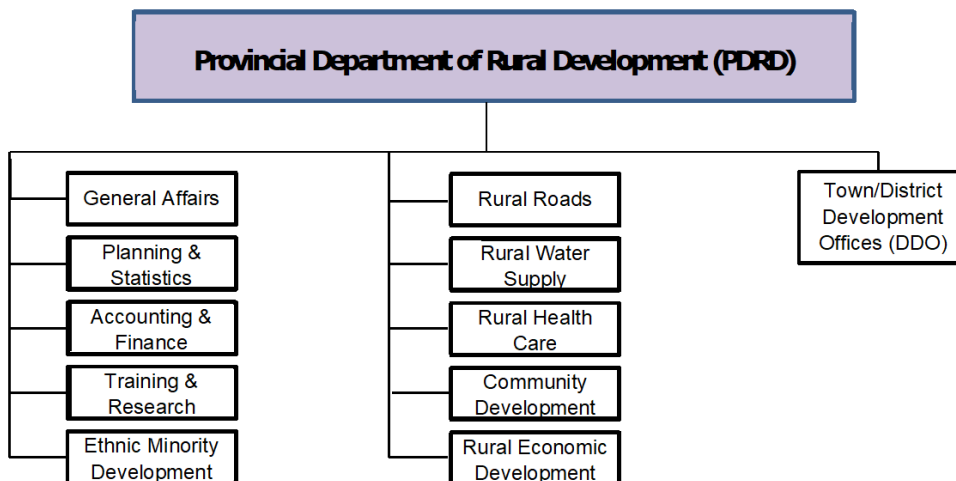 Provincial Department of Rural Development (PDRD)
General Affairs
Planning &
Statistics
Accounting &
Finance
Training &
Research
Ethnic Minority
Development
Rural Roads
Rural Water
Supply
Rural Health
Care
Community
Development
Rural Economic
Development
Town/District
Development
Offices (DDO)